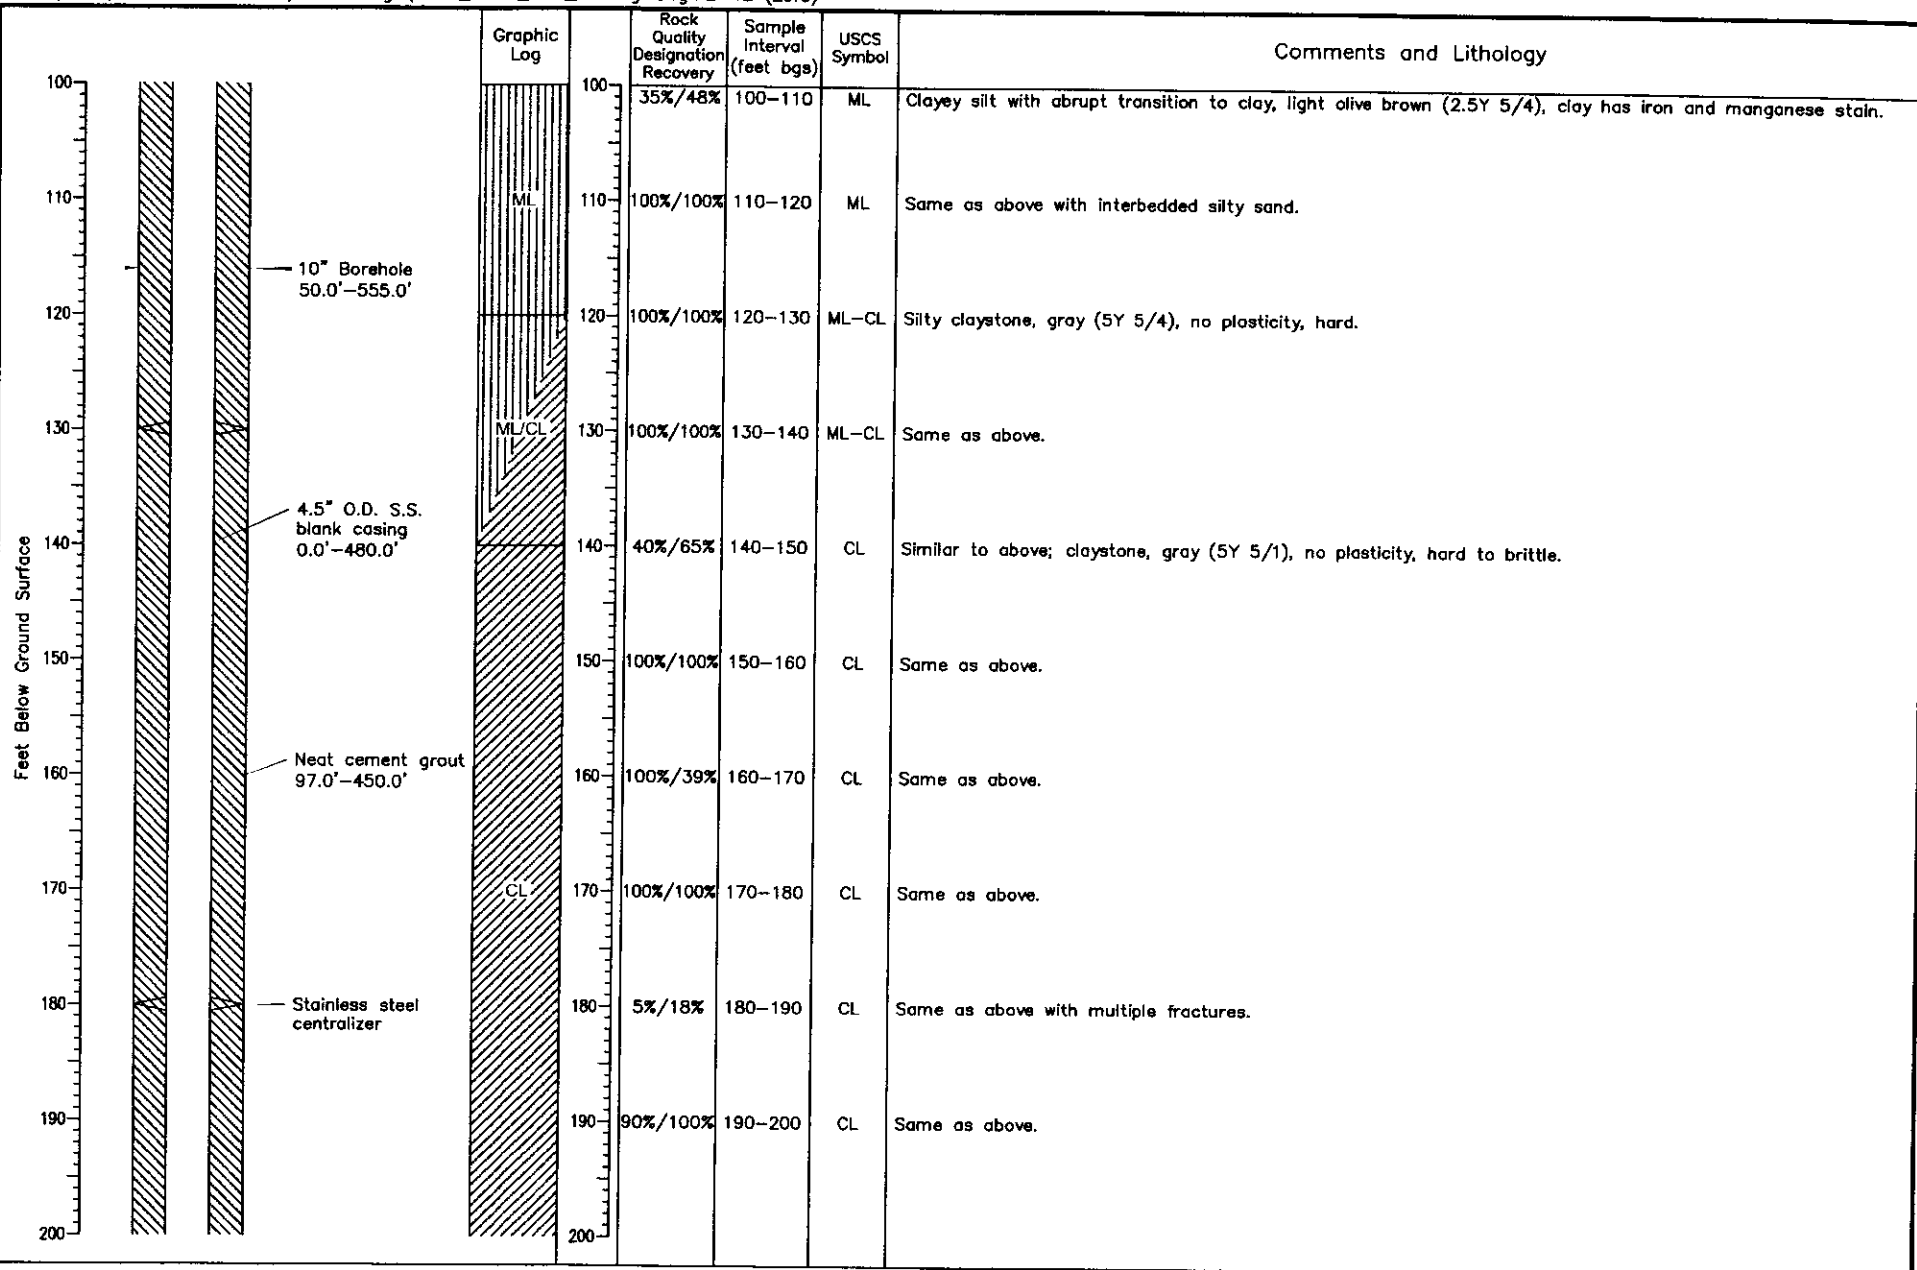 Graphic
Log
Rock
Quality
Designation
Recovery
Sample
Interval
(feet bgs)
USCS
Symbol
Comments and Lithology
Feet Below Ground Surface
100
110
120
130
140
150
160
170
180
190
200
10" Borehole
50.0'–555.0'
4.5" O.D. S.S.
blank casing
0.0'–480.0'
Neat cement grout
97.0'–450.0'
Stainless steel
centralizer
ML
ML/CL
CL
100 35%/48% 100–110 ML Clayey silt with abrupt transition to clay, light olive brown (2.5Y 5/4), clay has iron and manganese stain.
110 100%/100% 110–120 ML Same as above with interbedded silty sand.
120 100%/100% 120–130 ML–CL Silty claystone, gray (5Y 5/4), no plasticity, hard.
130 100%/100% 130–140 ML–CL Same as above.
140 40%/65% 140–150 CL Similar to above; claystone, gray (5Y 5/1), no plasticity, hard to brittle.
150 100%/100% 150–160 CL Same as above.
160 100%/39% 160–170 CL Same as above.
170 100%/100% 170–180 CL Same as above.
180 5%/18% 180–190 CL Same as above with multiple fractures.
190 90%/100% 190–200 CL Same as above.
200